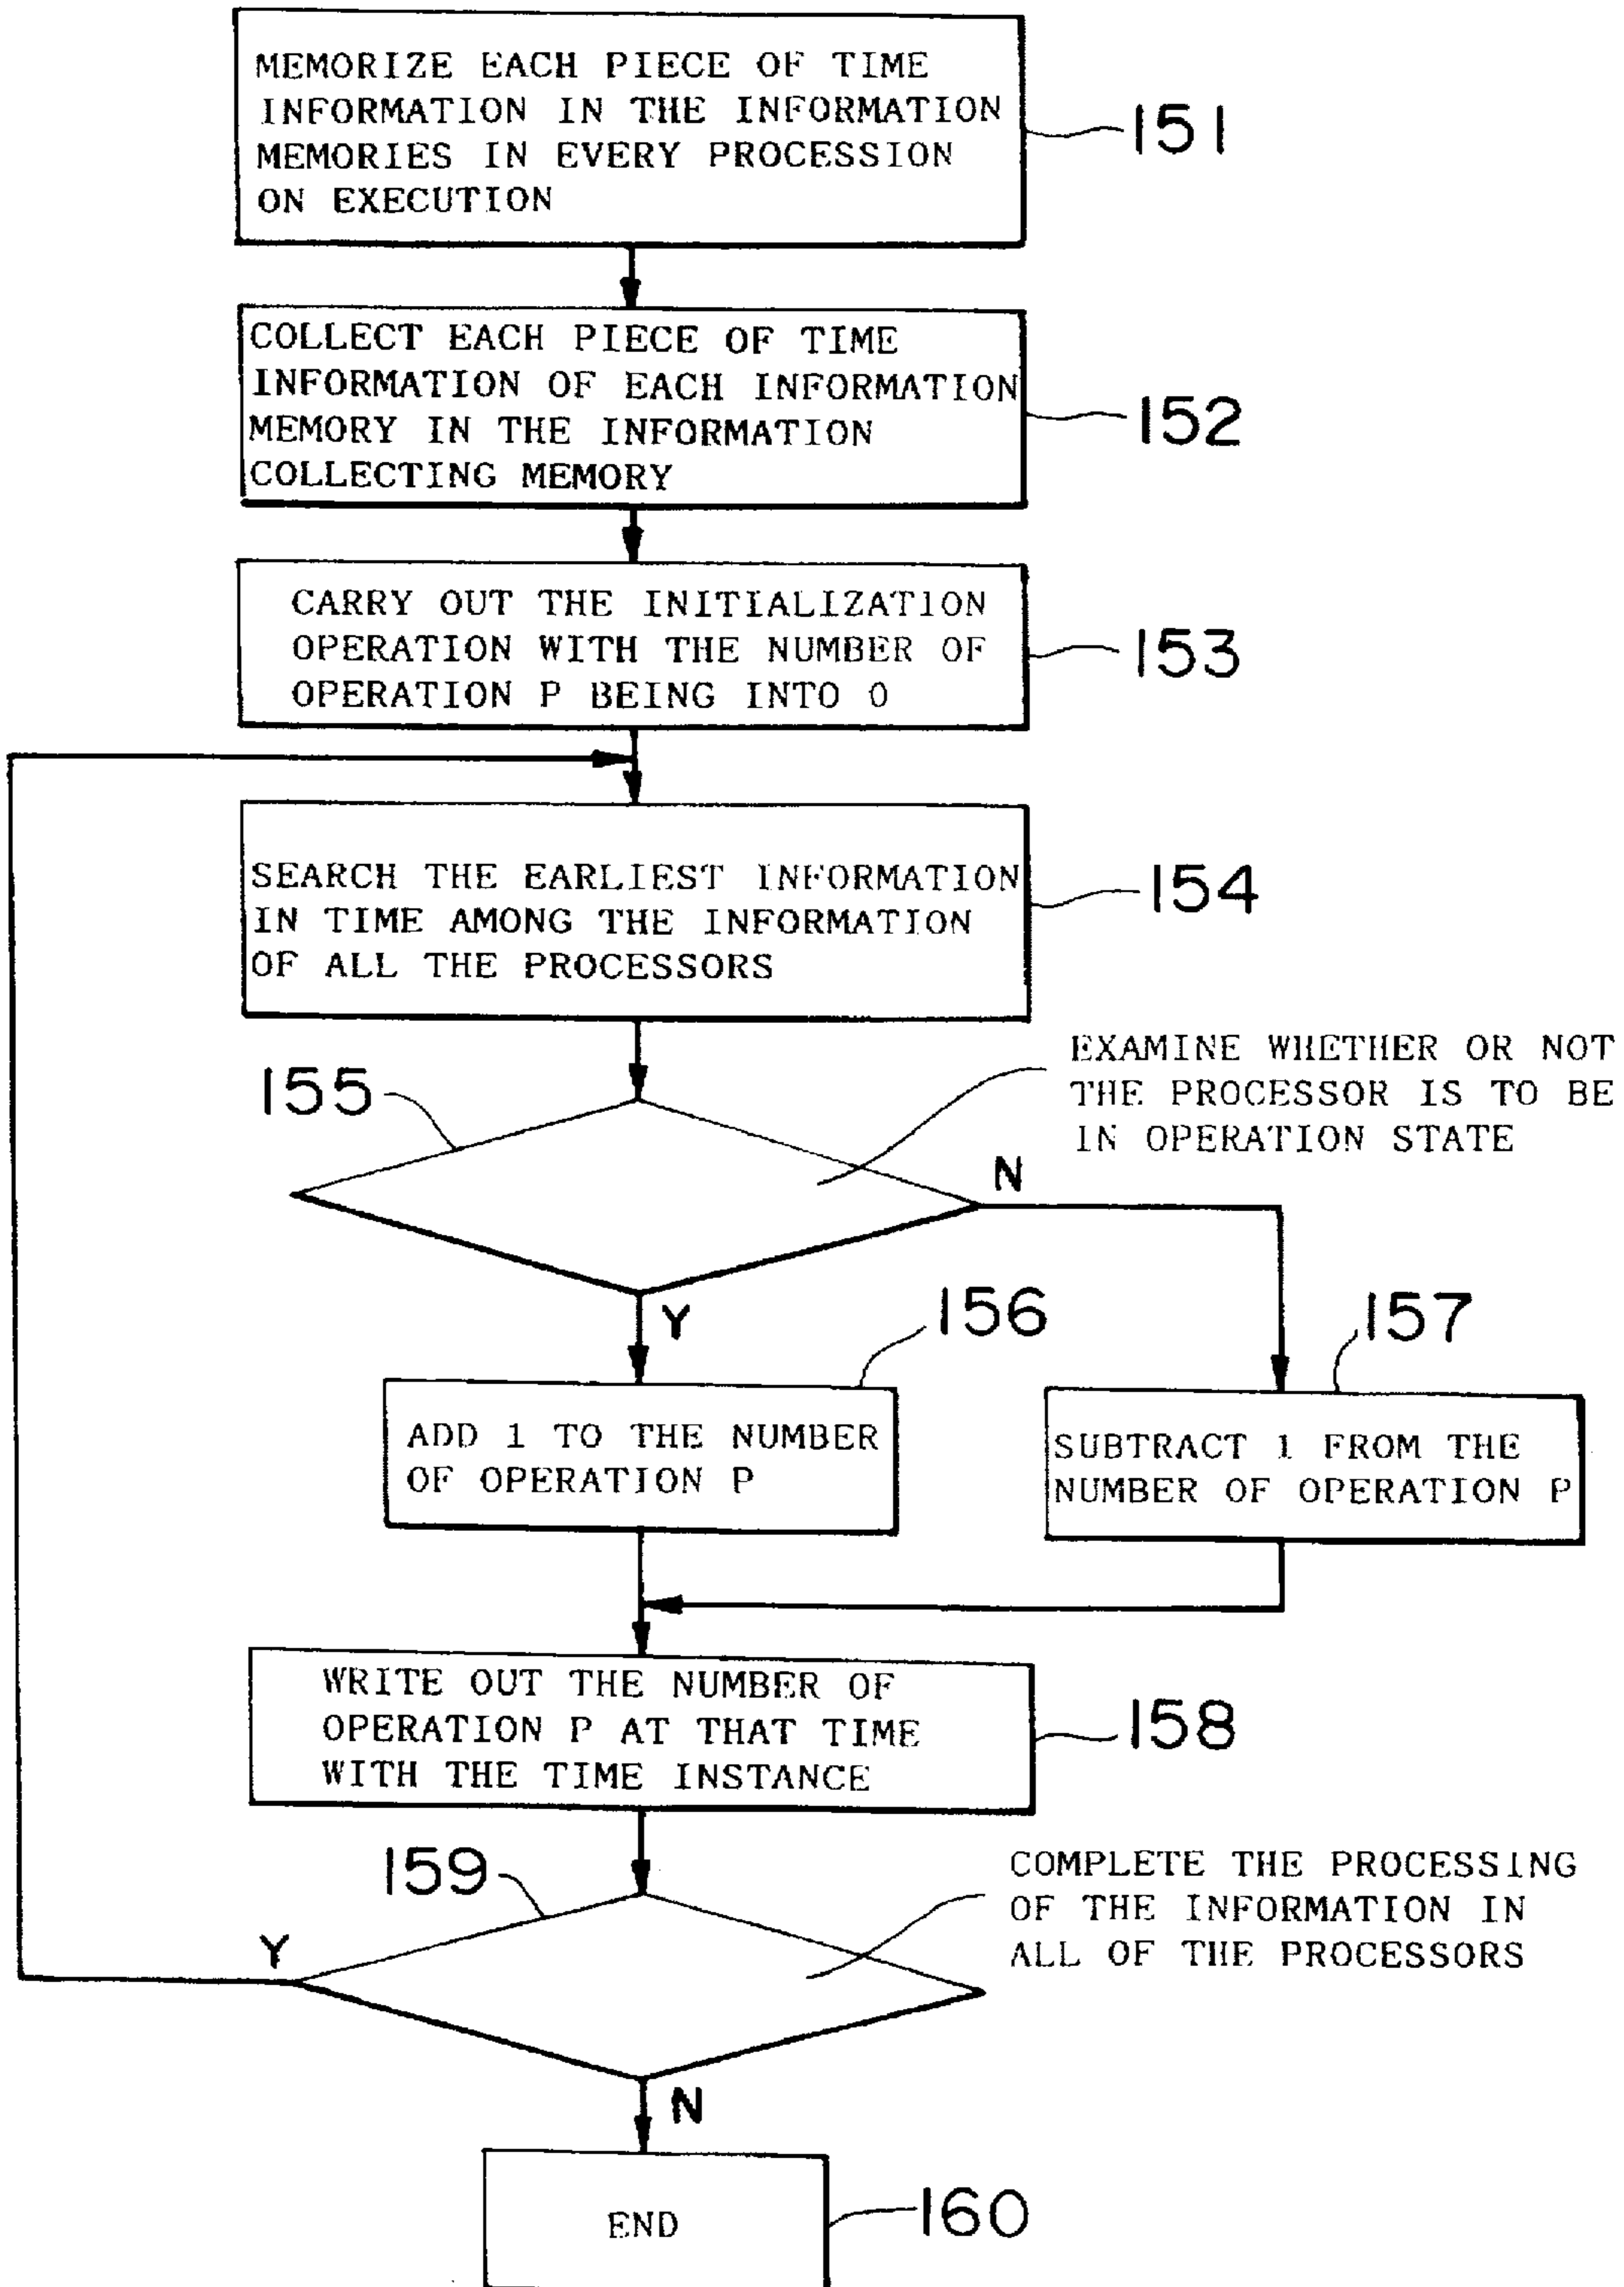 MEMORIZE EACH PIECE OF TIME
INFORMATION IN THE INFORMATION
MEMORIES IN EVERY PROCESSION
ON EXECUTION
151
COLLECT EACH PIECE OF TIME
INFORMATION OF EACH INFORMATION
MEMORY IN THE INFORMATION
COLLECTING MEMORY
152
CARRY OUT THE INITIALIZATION
OPERATION WITH THE NUMBER OF
OPERATION P BEING INTO 0
153
SEARCH THE EARLIEST INFORMATION
IN TIME AMONG THE INFORMATION
OF ALL THE PROCESSORS
154
EXAMINE WHETHER OR NOT
THE PROCESSOR IS TO BE
IN OPERATION STATE
155
N
Y
156
157
ADD 1 TO THE NUMBER
OF OPERATION P
SUBTRACT 1 FROM THE
NUMBER OF OPERATION P
WRITE OUT THE NUMBER OF
OPERATION P AT THAT TIME
WITH THE TIME INSTANCE
158
159
COMPLETE THE PROCESSING
OF THE INFORMATION IN
ALL OF THE PROCESSORS
Y
N
END
160